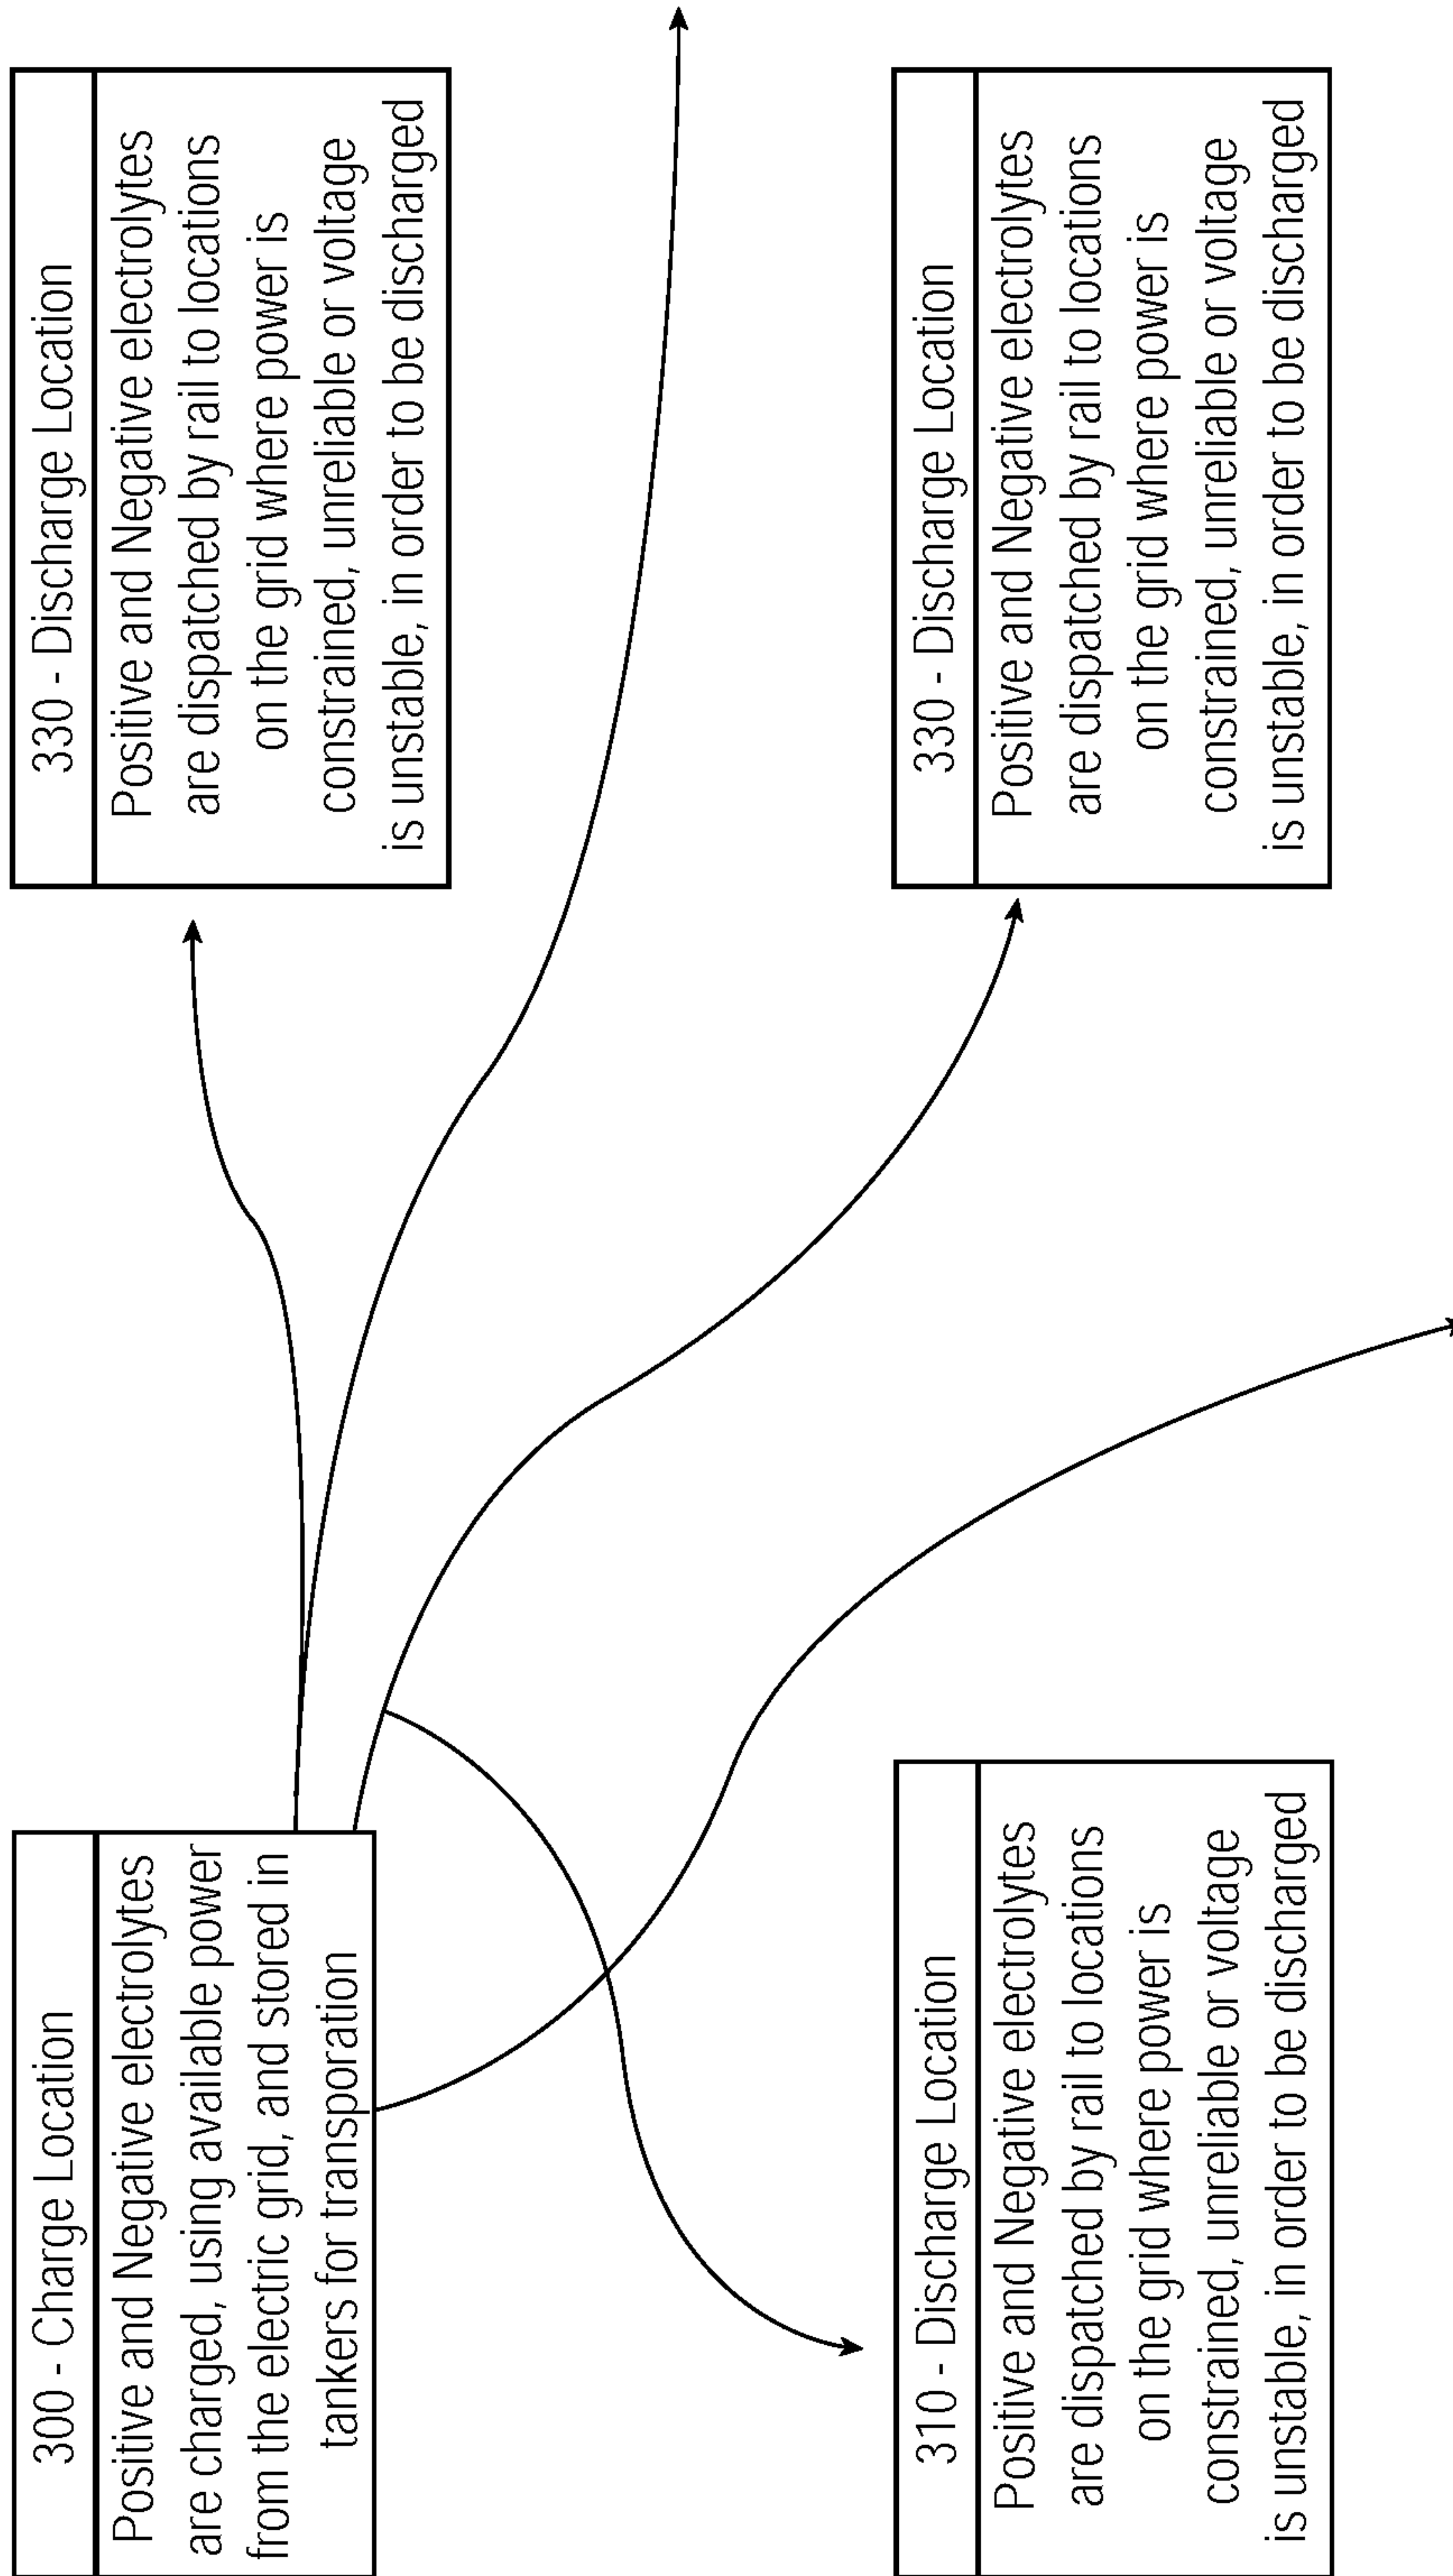 300 - Charge Location
Positive and Negative electrolytes
are charged, using available power
from the electric grid, and stored in
tankers for transporation
330 - Discharge Location
Positive and Negative electrolytes
are dispatched by rail to locations
on the grid where power is
constrained, unreliable or voltage
is unstable, in order to be discharged
310 - Discharge Location
Positive and Negative electrolytes
are dispatched by rail to locations
on the grid where power is
constrained, unreliable or voltage
is unstable, in order to be discharged
330 - Discharge Location
Positive and Negative electrolytes
are dispatched by rail to locations
on the grid where power is
constrained, unreliable or voltage
is unstable, in order to be discharged